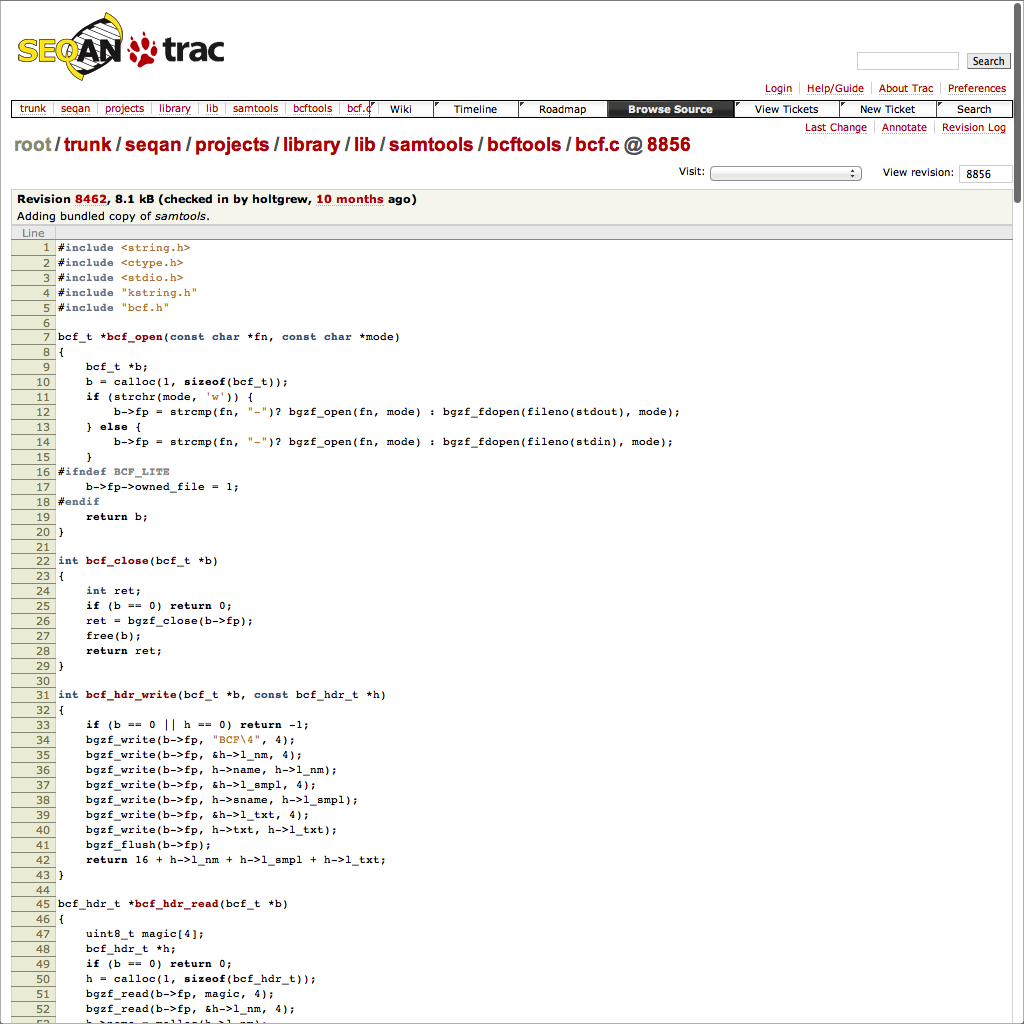 SEQAN trac
Search
Login Help/Guide About Trac Preferences
trunk seqan projects library lib samtools bcftools bcf.c Wiki Timeline Roadmap Browse Source View Tickets New Ticket Search
Last Change Annotate Revision Log
root / trunk / seqan / projects / library / lib / samtools / bcftools / bcf.c @ 8856
Visit: View revision: 8856
Revision 8462, 8.1 kB (checked in by holtgrew, 10 months ago)
Adding bundled copy of samtools.
Line
1 #include <string.h>
2 #include <ctype.h>
3 #include <stdio.h>
4 #include "kstring.h"
5 #include "bcf.h"
6
7 bcf_t *bcf_open(const char *fn, const char *mode)
8 {
9 bcf_t *b;
10 b = calloc(1, sizeof(bcf_t));
11 if (strchr(mode, 'w')) {
12 b->fp = strcmp(fn, "-")? bgzf_open(fn, mode) : bgzf_fdopen(fileno(stdout), mode);
13 } else {
14 b->fp = strcmp(fn, "-")? bgzf_open(fn, mode) : bgzf_fdopen(fileno(stdin), mode);
15 }
16 #ifndef BCF_LITE
17 b->fp->owned_file = 1;
18 #endif
19 return b;
20 }
21
22 int bcf_close(bcf_t *b)
23 {
24 int ret;
25 if (b == 0) return 0;
26 ret = bgzf_close(b->fp);
27 free(b);
28 return ret;
29 }
30
31 int bcf_hdr_write(bcf_t *b, const bcf_hdr_t *h)
32 {
33 if (b == 0 || h == 0) return -1;
34 bgzf_write(b->fp, "BCF\4", 4);
35 bgzf_write(b->fp, &h->l_nm, 4);
36 bgzf_write(b->fp, h->name, h->l_nm);
37 bgzf_write(b->fp, &h->l_smpl, 4);
38 bgzf_write(b->fp, h->sname, h->l_smpl);
39 bgzf_write(b->fp, &h->l_txt, 4);
40 bgzf_write(b->fp, h->txt, h->l_txt);
41 bgzf_flush(b->fp);
42 return 16 + h->l_nm + h->l_smpl + h->l_txt;
43 }
44
45 bcf_hdr_t *bcf_hdr_read(bcf_t *b)
46 {
47 uint8_t magic[4];
48 bcf_hdr_t *h;
49 if (b == 0) return 0;
50 h = calloc(1, sizeof(bcf_hdr_t));
51 bgzf_read(b->fp, magic, 4);
52 bgzf_read(b->fp, &h->l_nm, 4);